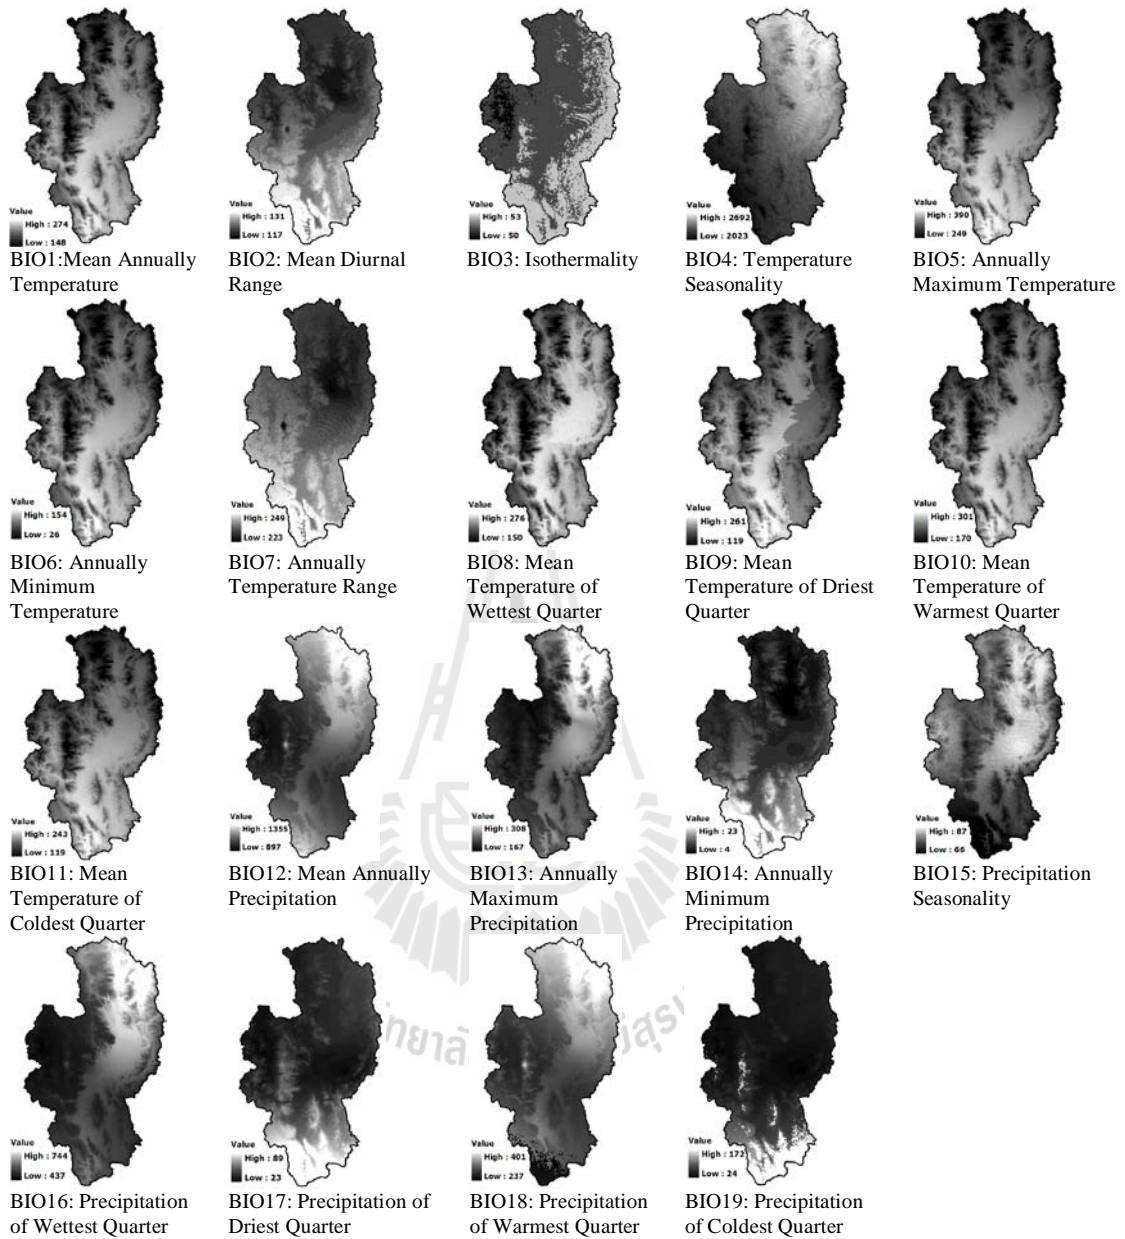 Value
High : 274
Low : 148
BIO1:Mean Annually
Temperature
Value
High : 131
Low : 117
BIO2: Mean Diurnal
Range
Value
High : 53
Low : 50
BIO3: Isothermality
Value
High : 2692
Low : 2023
BIO4: Temperature
Seasonality
Value
High : 390
Low : 249
BIO5: Annually
Maximum Temperature
Value
High : 154
Low : 26
BIO6: Annually
Minimum
Temperature
Value
High : 249
Low : 223
BIO7: Annually
Temperature Range
Value
High : 276
Low : 150
BIO8: Mean
Temperature of
Wettest Quarter
Value
High : 261
Low : 119
BIO9: Mean
Temperature of Driest
Quarter
Value
High : 301
Low : 170
BIO10: Mean
Temperature of
Warmest Quarter
Value
High : 243
Low : 119
BIO11: Mean
Temperature of
Coldest Quarter
Value
High : 1355
Low : 897
BIO12: Mean Annually
Precipitation
Value
High : 308
Low : 167
BIO13: Annually
Maximum
Precipitation
Value
High : 23
Low : 4
BIO14: Annually
Minimum
Precipitation
Value
High : 87
Low : 66
BIO15: Precipitation
Seasonality
Value
High : 744
Low : 437
BIO16: Precipitation
of Wettest Quarter
Value
High : 89
Low : 23
BIO17: Precipitation of
Driest Quarter
Value
High : 401
Low : 237
BIO18: Precipitation
of Warmest Quarter
Value
High : 172
Low : 24
BIO19: Precipitation
of Coldest Quarter